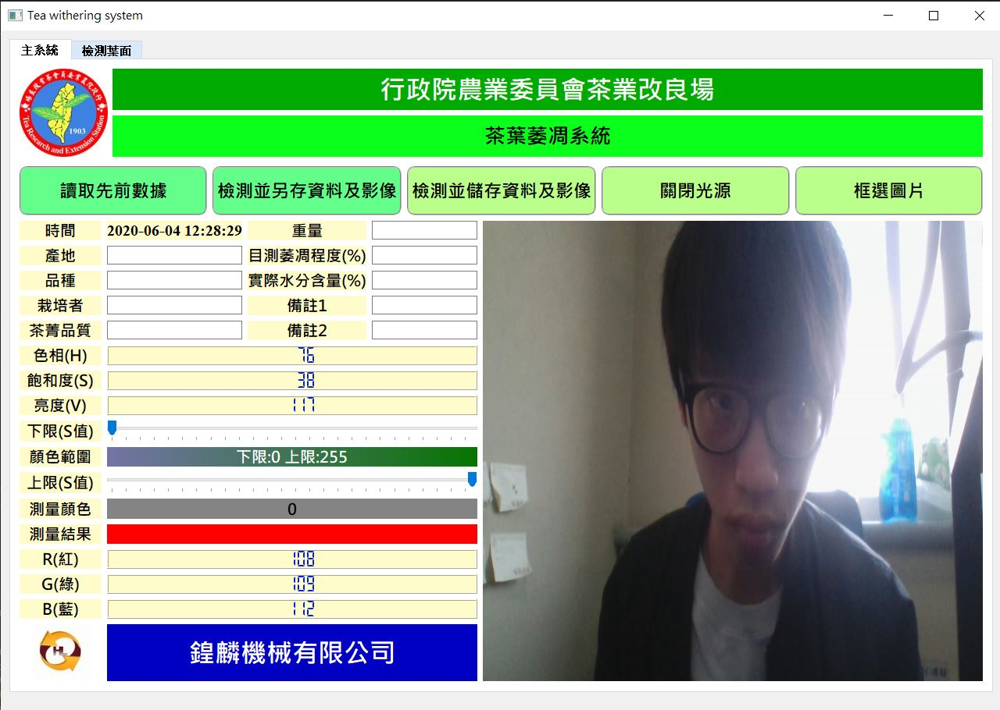 Tea withering system
主系統 檢測葉面
行政院農業委員會茶業改良場
茶葉萎凋系統
1903
Tea Research and Extension Station
讀取先前數據 檢測並另存資料及影像 檢測並儲存資料及影像 關閉光源 框選圖片
時間 2020-06-04 12:28:29 重量
產地 目測萎凋程度(%)
品種 實際水分含量(%)
栽培者 備註1
茶菁品質 備註2
色相(H) 76
飽和度(S) 38
亮度(V) 117
下限(S值)
顏色範圍 下限:0 上限:255
上限(S值)
測量顏色 0
測量結果
R(紅) 108
G(綠) 109
B(藍) 112
H L
鍠麟機械有限公司